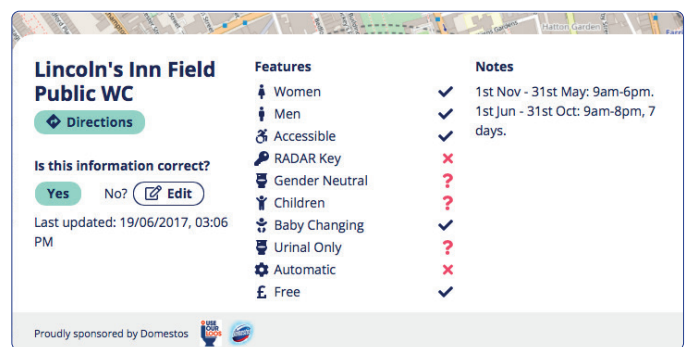 Hatton Garden
Lincoln's Inn Field
Public WC
Directions
Is this information correct?
Yes No? Edit
Last updated: 19/06/2017, 03:06
PM
Features
Women
Men
Accessible
RADAR Key
Gender Neutral
? 
Children
?
Baby Changing
Urinal Only
?
Automatic
£ Free
Notes
1st Nov - 31st May: 9am-6pm.
1st Jun - 31st Oct: 9am-8pm, 7
days.
Proudly sponsored by Domestos
USE
OUR
LOOS